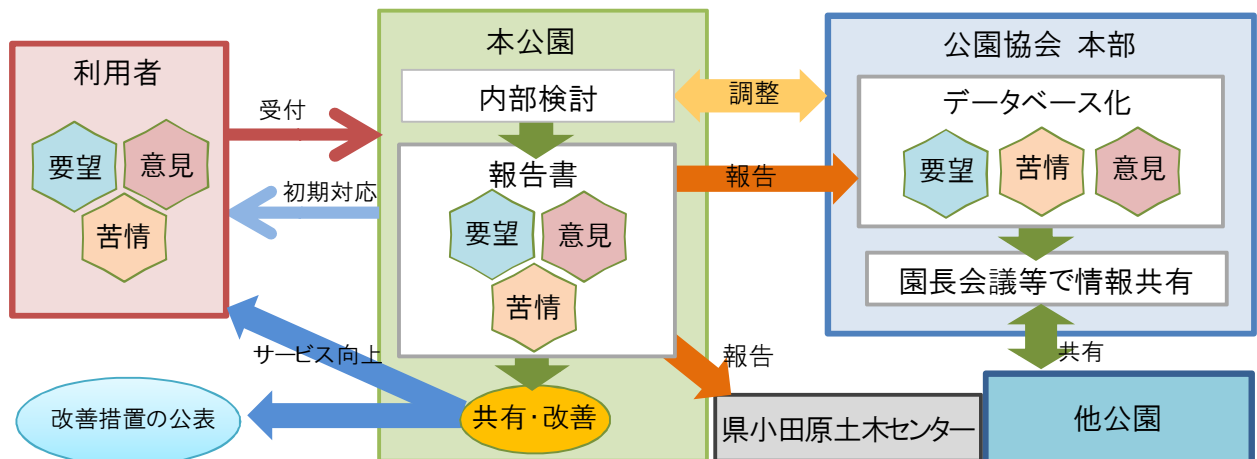 利用者
要望
意見
苦情
受付
初期対応
サービス向上
改善措置の公表
本公園
内部検討
報告書
要望
意見
苦情
共有・改善
調整
報告
報告
公園協会 本部
データベース化
要望
苦情
意見
園長会議等で情報共有
共有
県小田原土木センター
他公園